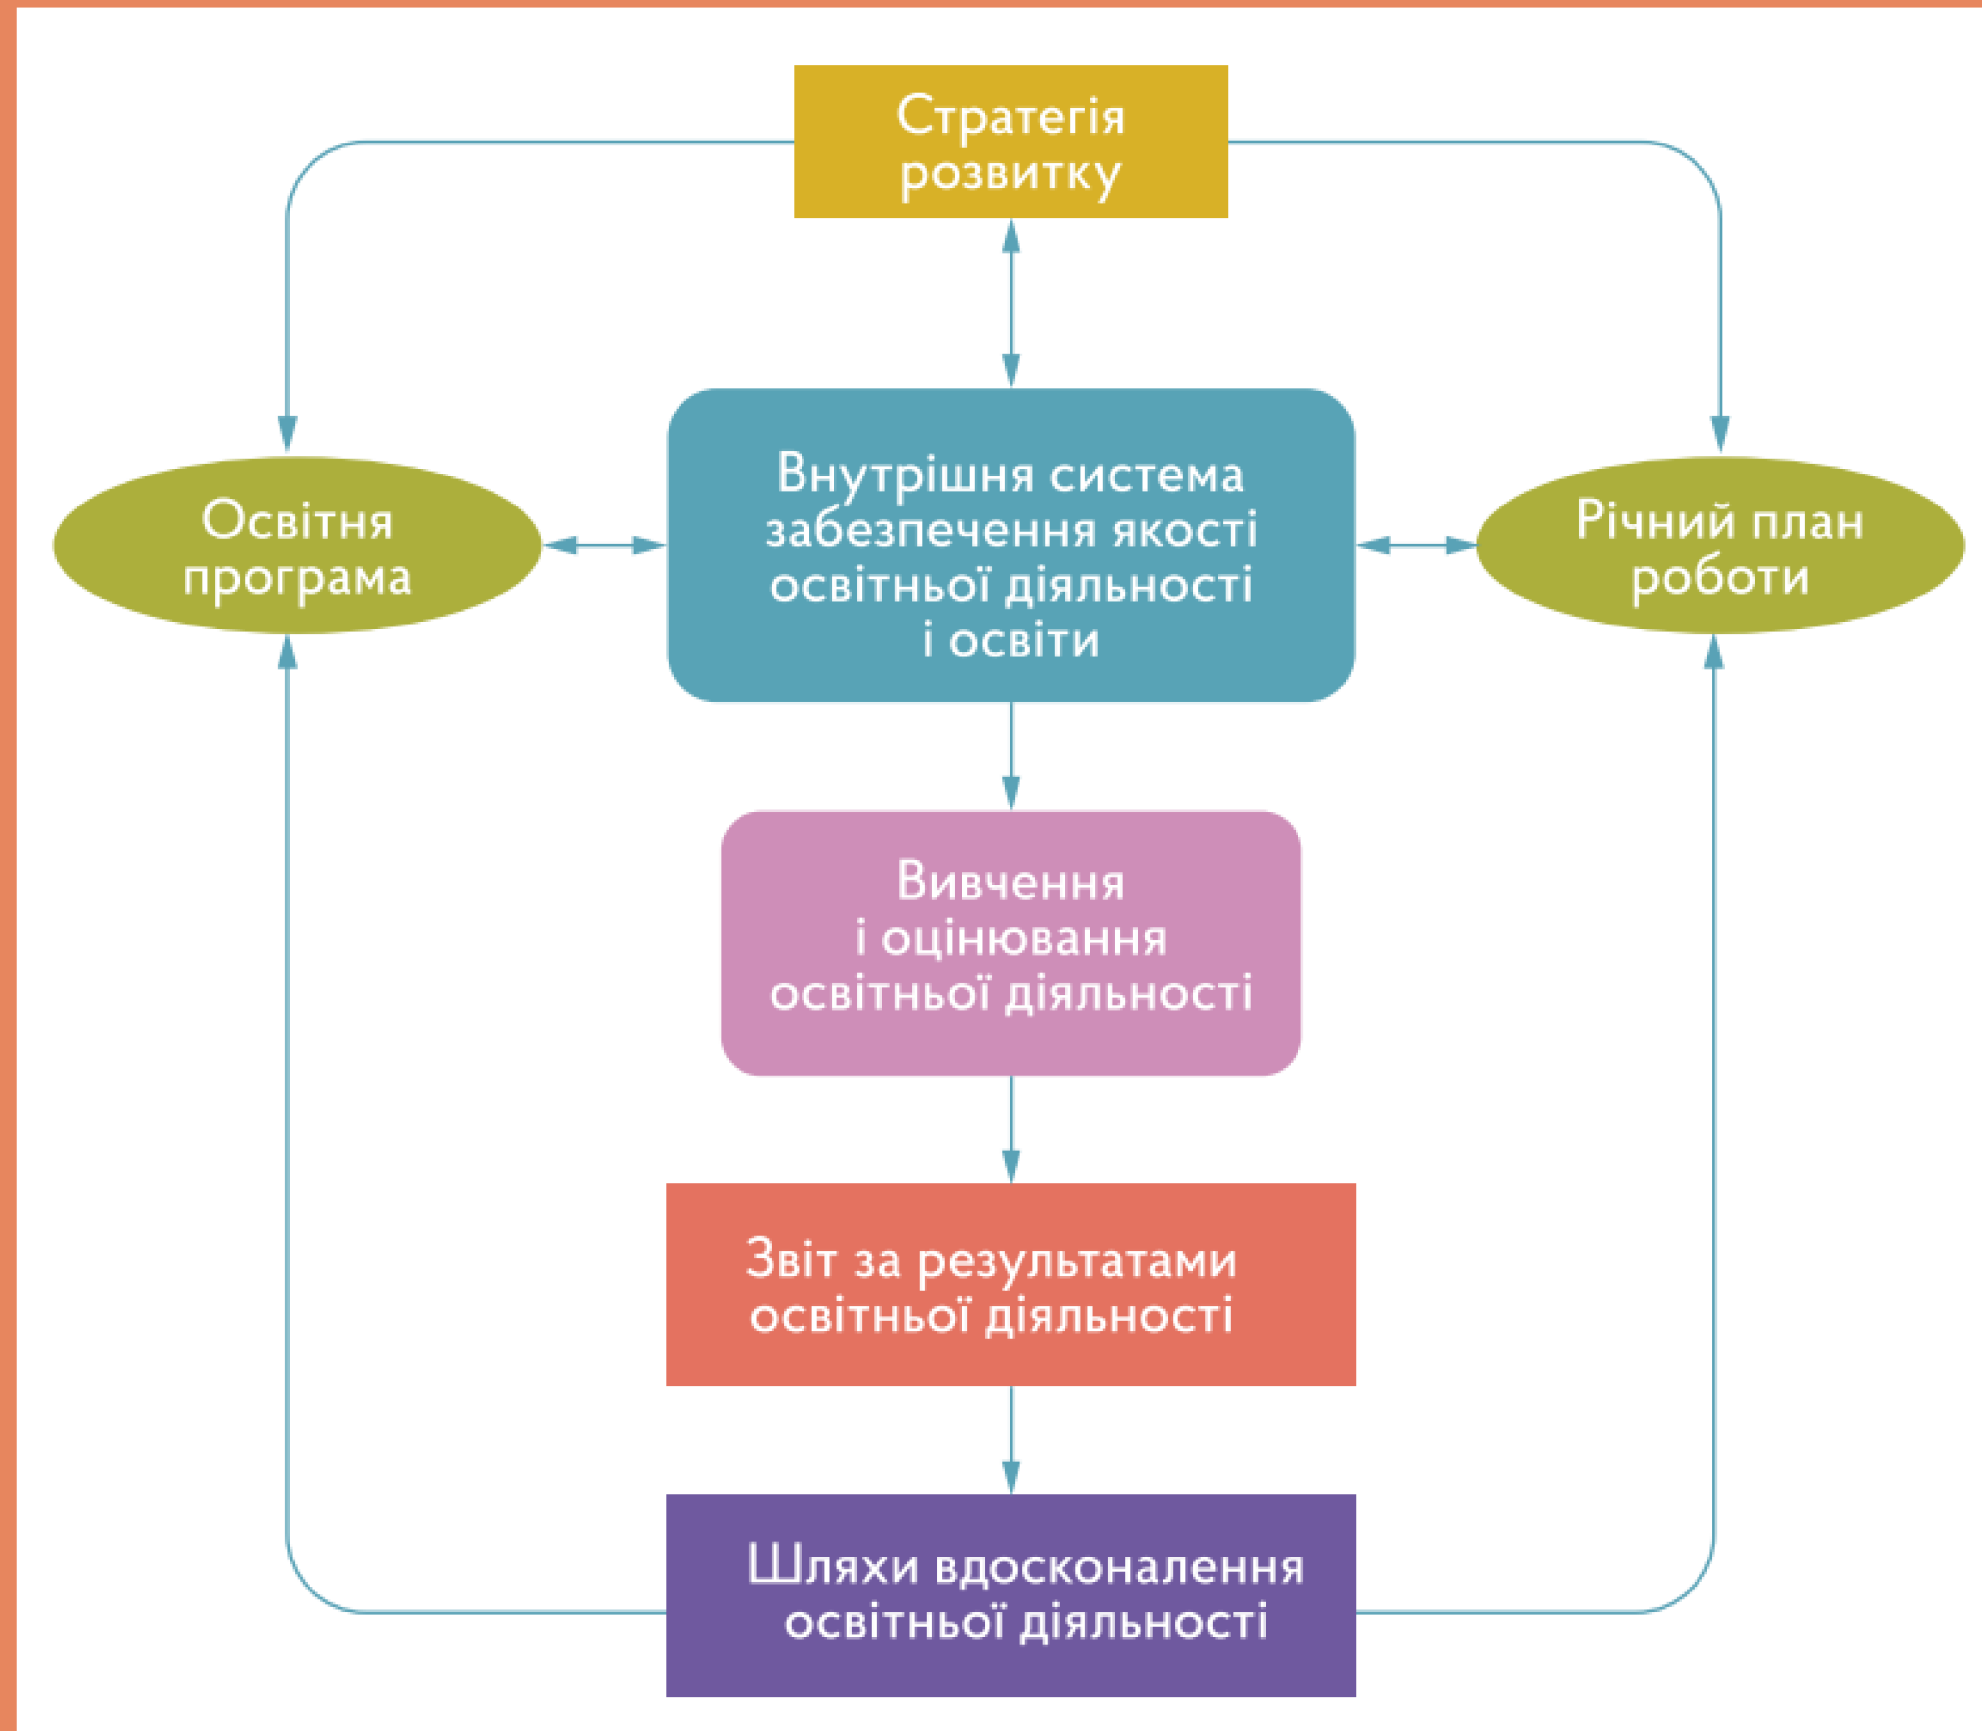 Стратегія
розвитку
Освітня
програма
Внутрішня система
забезпечення якості
освітньої діяльності
і освіти
Річний план
роботи
Вивчення
і оцінювання
освітньої діяльності
Звіт за результатами
освітньої діяльності
Шляхи вдосконалення
освітньої діяльності